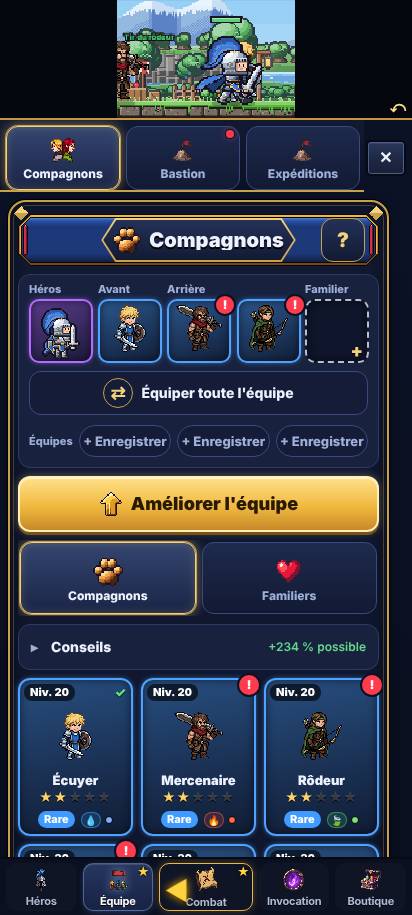 Compagnons
Bastion
Expéditions
×
Compagnons
?
Héros
Avant
Arrière
Familier
!
!
+
Équiper toute l'équipe
Équipes
+ Enregistrer
+ Enregistrer
+ Enregistrer
Améliorer l'équipe
Compagnons
Familiers
Conseils
+234 % possible
Niv. 20
Niv. 20
!
Niv. 20
!
Écuyer
Mercenaire
Rôdeur
Rare
Rare
Rare
!
Héros
Équipe
Combat
Invocation
Boutique